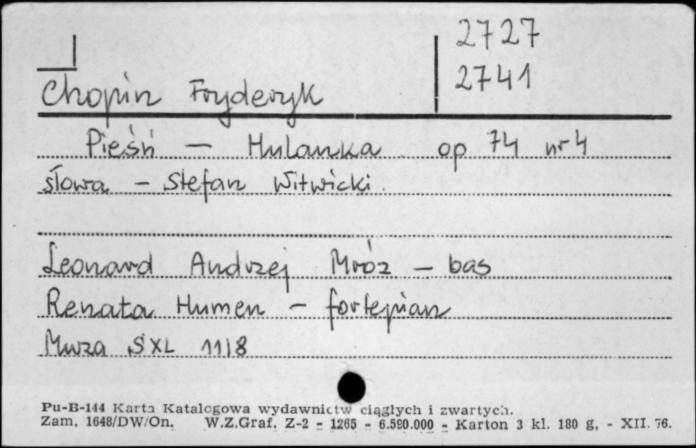 2727
2741
Chopin Fryderyk
Pieśń – Hulanka op 74 nr 4
słowa – Stefan Witwicki.
Leonard Andrzej Mróz – bas
Renata Humen – fortepian
Muza SXL 1118
Pu-B-144 Karta Katalogowa wydawnictw ciągłych i zwartych.
Zam. 1648/DW/On. W.Z.Graf. Z-2 - 1265 - 6.590.000 - Karton 3 kl. 180 g, - XII. 76.